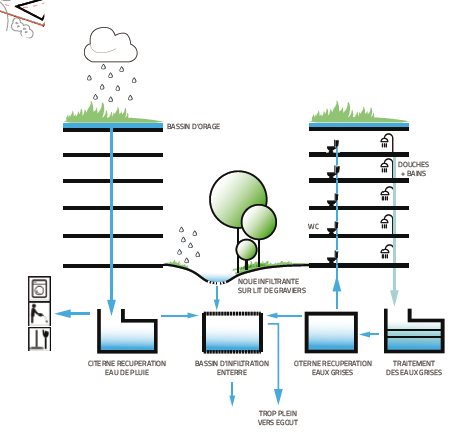 BASSIN D'ORAGE
DOUCHES
+ BAINS
WC
NOUE INFILTRANTE
SUR LIT DE GRAVIERS
CITERNE RECUPERATION
EAU DE PLUIE
BASSIN D'INFILTRATION
ENTERRE
CITERNE RECUPERATION
EAUX GRISES
TRAITEMENT
DES EAUX GRISES
TROP PLEIN
VERS EGOUT